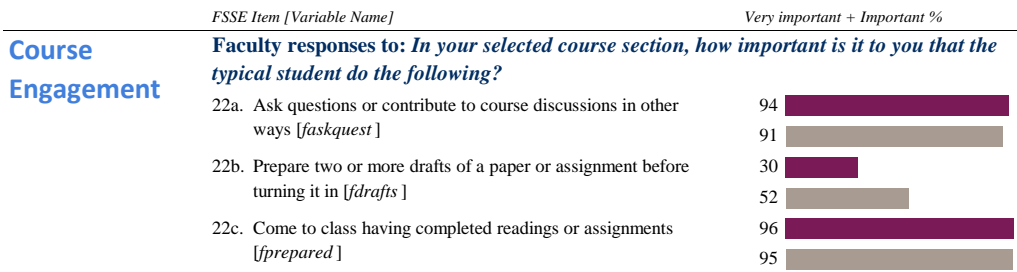 FSSE Item [Variable Name] Very important + Important %
Course Engagement
Faculty responses to: In your selected course section, how important is it to you that the
typical student do the following?
22a. Ask questions or contribute to course discussions in other 94
ways [faskquest ] 91
22b. Prepare two or more drafts of a paper or assignment before 30
turning it in [fdrafts ] 52
22c. Come to class having completed readings or assignments 96
[fprepared ] 95